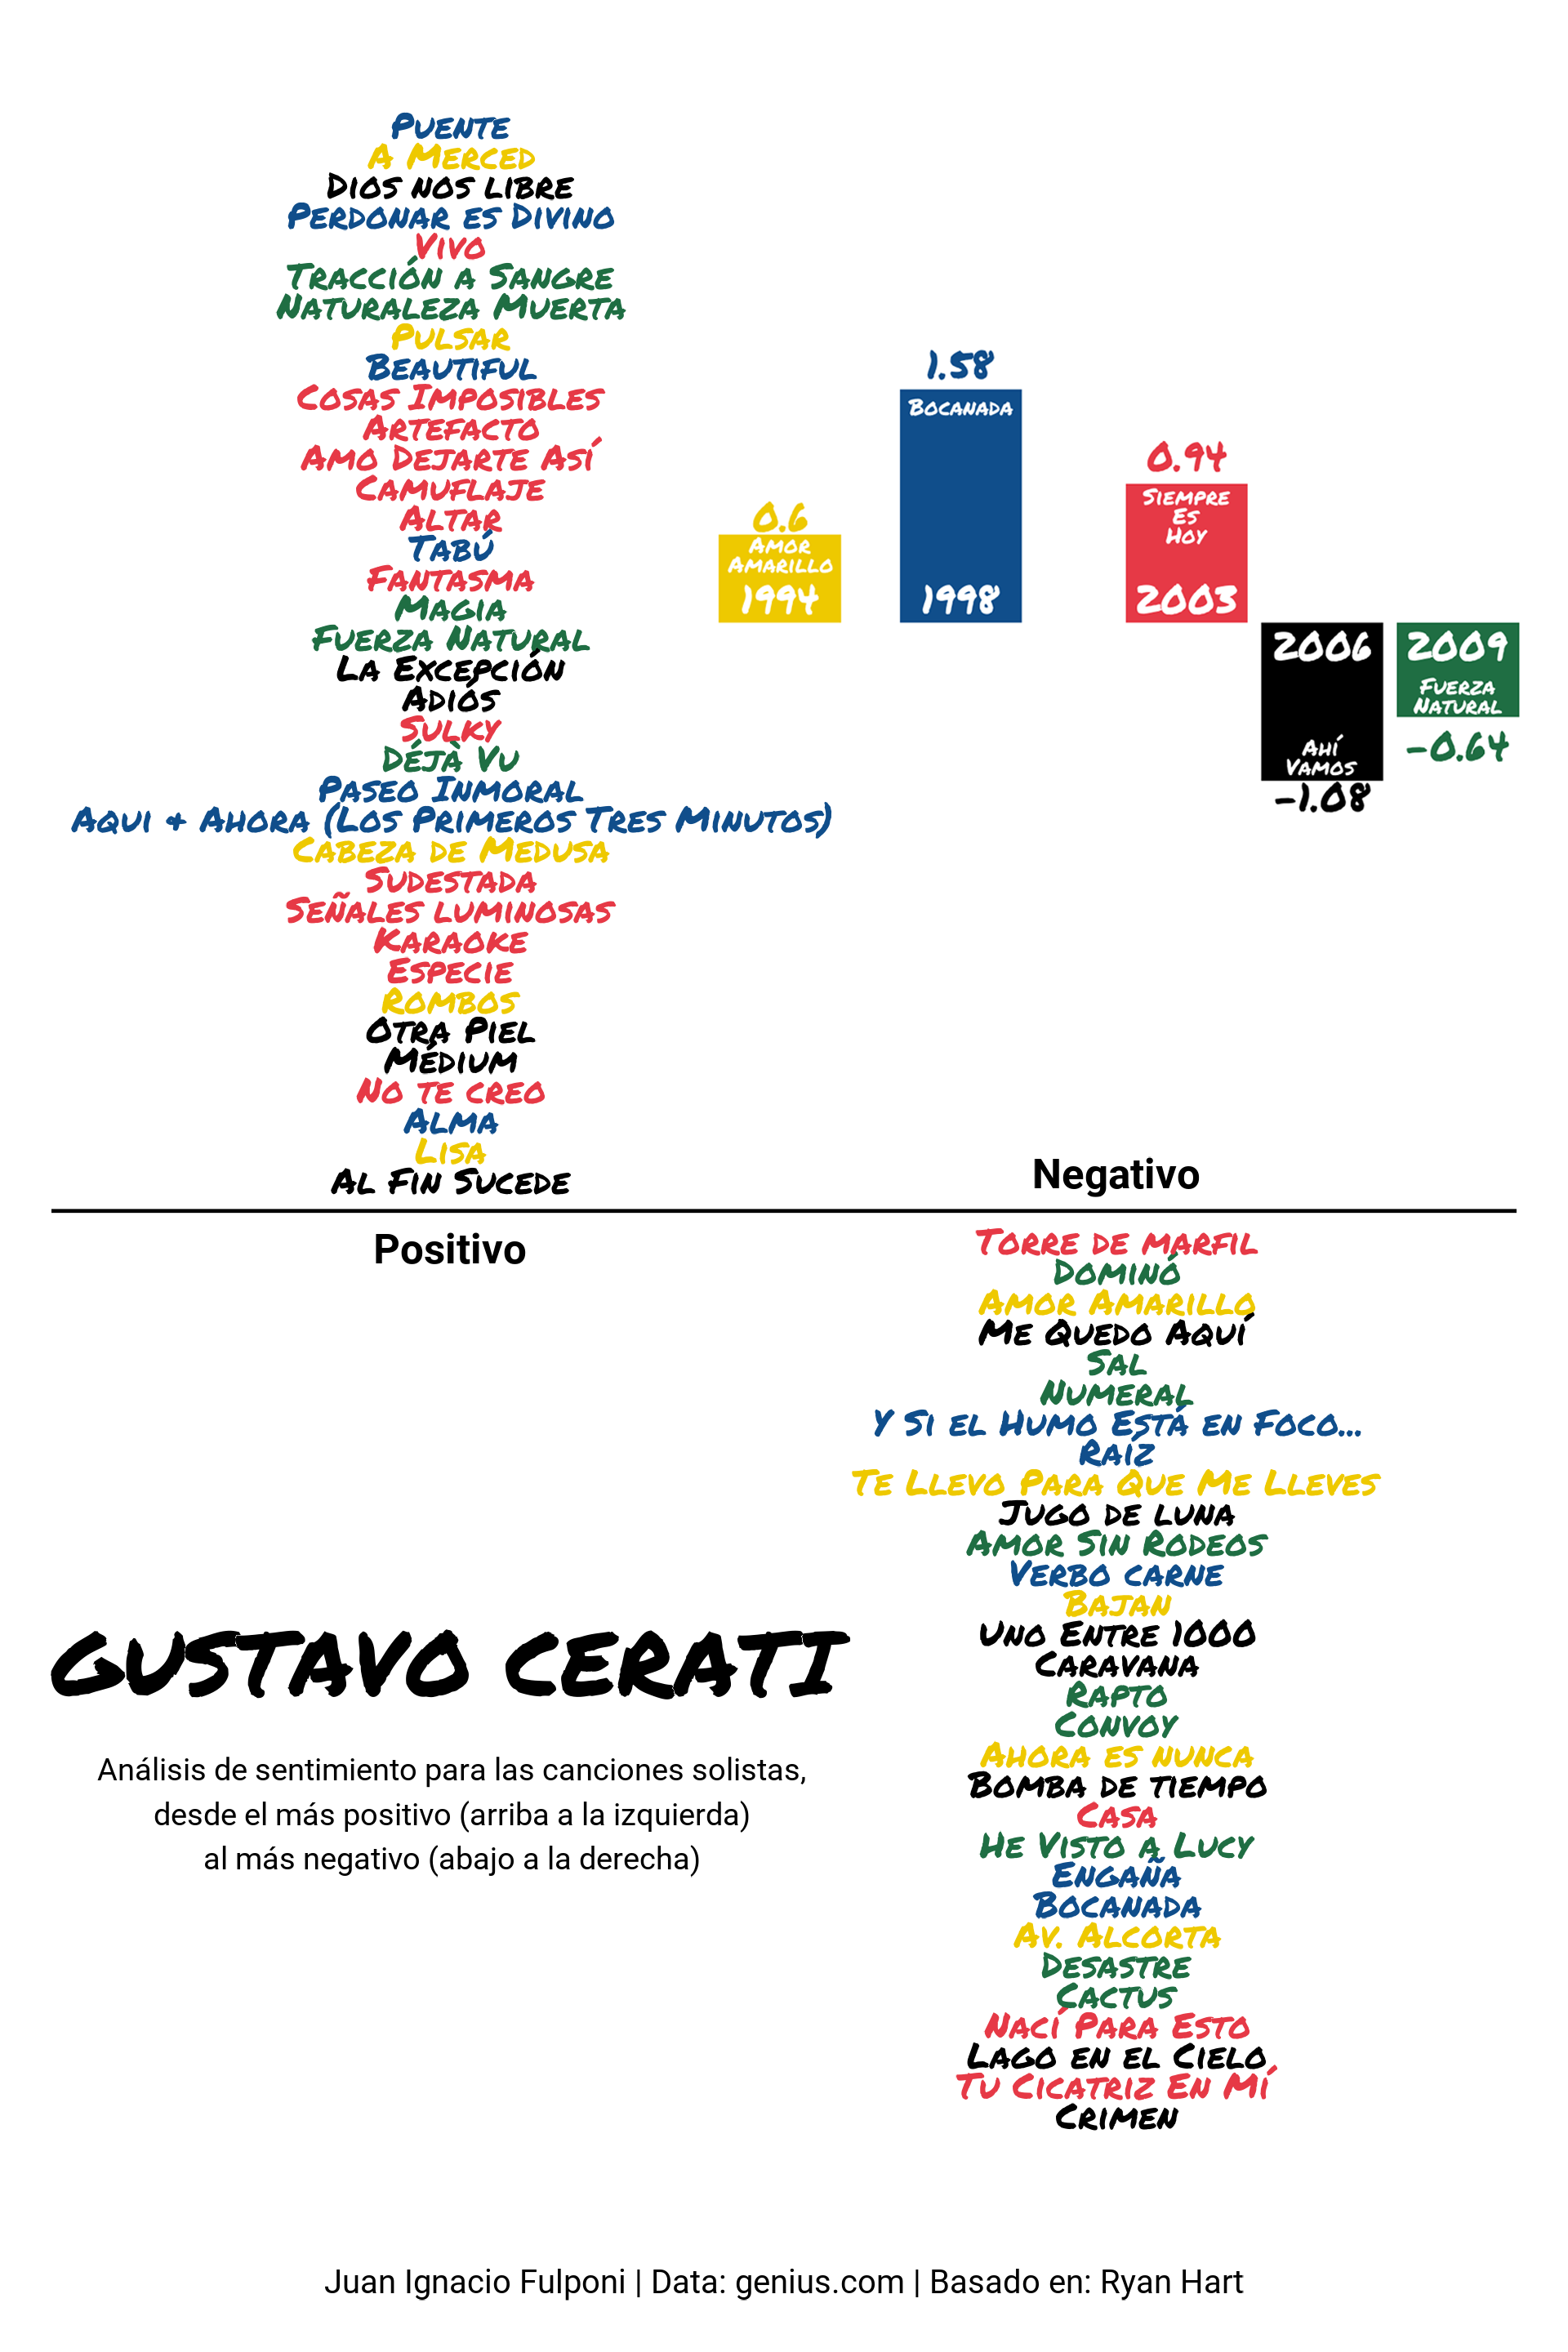 Puente
A Merced
Dios nos libre
Perdonar es Divino
Vivo
Tracción a Sangre
Naturaleza Muerta
Pulsar
Beautiful
Cosas Imposibles
Artefacto
Amo Dejarte Así
Camuflaje
Altar
Tabú
Fantasma
Magia
Fuerza Natural
La Excepción
Adiós
Sulky
Déjà Vu
Paseo Inmoral
Aqui & Ahora (Los Primeros Tres Minutos)
Cabeza de Medusa
Sudestada
Señales luminosas
Karaoke
Especie
Rombos
Otra Piel
Médium
No te creo
Alma
Lisa
Al Fin Sucede
Positivo
0.6
Amor
Amarillo
1994
1.58
Bocanada
1998
0.94
Siempre
Es
Hoy
2003
2006
Ahí
Vamos
-1.08
2009
Fuerza
Natural
-0.64
Negativo
Torre de marfil
Dominó
Amor Amarillo
Me Quedo Aquí
Sal
Numeral
Y Si el Humo Está en Foco...
Raíz
Te Llevo Para Que Me Lleves
Jugo de luna
Amor Sin Rodeos
Verbo carne
Bajan
Uno Entre 1000
Caravana
Rapto
Convoy
Ahora es nunca
Bomba de tiempo
Casa
He Visto a Lucy
Engaña
Bocanada
Av. Alcorta
Desastre
Cactus
Nací Para Esto
Lago en el Cielo
Tu Cicatriz En Mí
Crimen
GUSTAVO CERATI
Análisis de sentimiento para las canciones solistas,
desde el más positivo (arriba a la izquierda)
al más negativo (abajo a la derecha)
Juan Ignacio Fulponi | Data: genius.com | Basado en: Ryan Hart